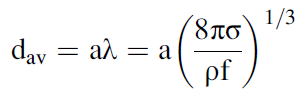 d_av = aλ = a(8πσ/ρf)^1/3